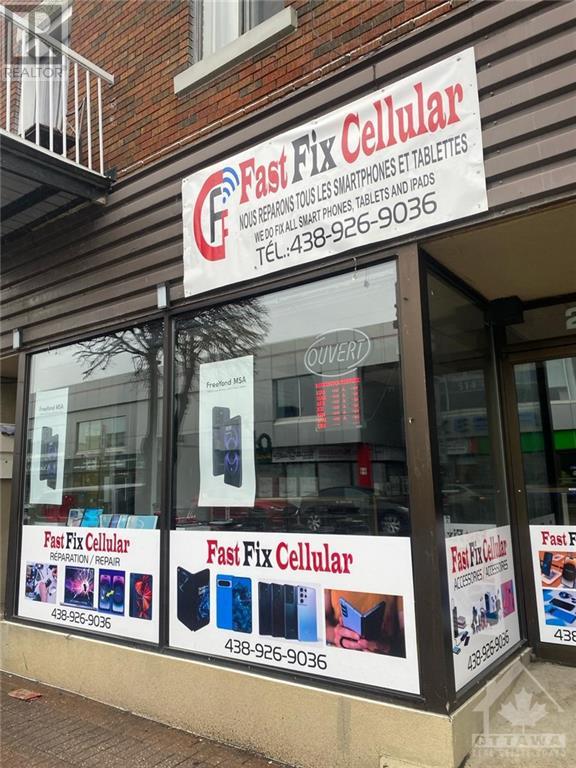 REALTOR
Fast Fix Cellular
NOUS REPARONS TOUS LES SMARTPHONES ET TABLETTES
WE DO FIX ALL SMART PHONES, TABLETS AND IPADS
TÉL.:438-926-9036
OUVERT
FreeYond M5A
FreeYond M5A
Fast Fix Cellular
RÉPARATION / REPAIR
438-926-9036
Fast Fix Cellular
438-926-9036
Fast Fix Cellular
ACCESSOIRES / ACCESSORIES
438-926-9036
438
OTTAWA